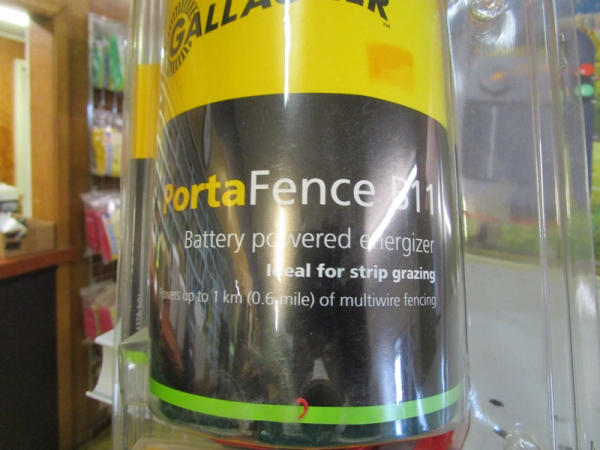 GALLAGHER™
PortaFence B11
Battery powered energizer
Ideal for strip grazing
Powers up to 1 km (0.6 mile) of multiwire fencing